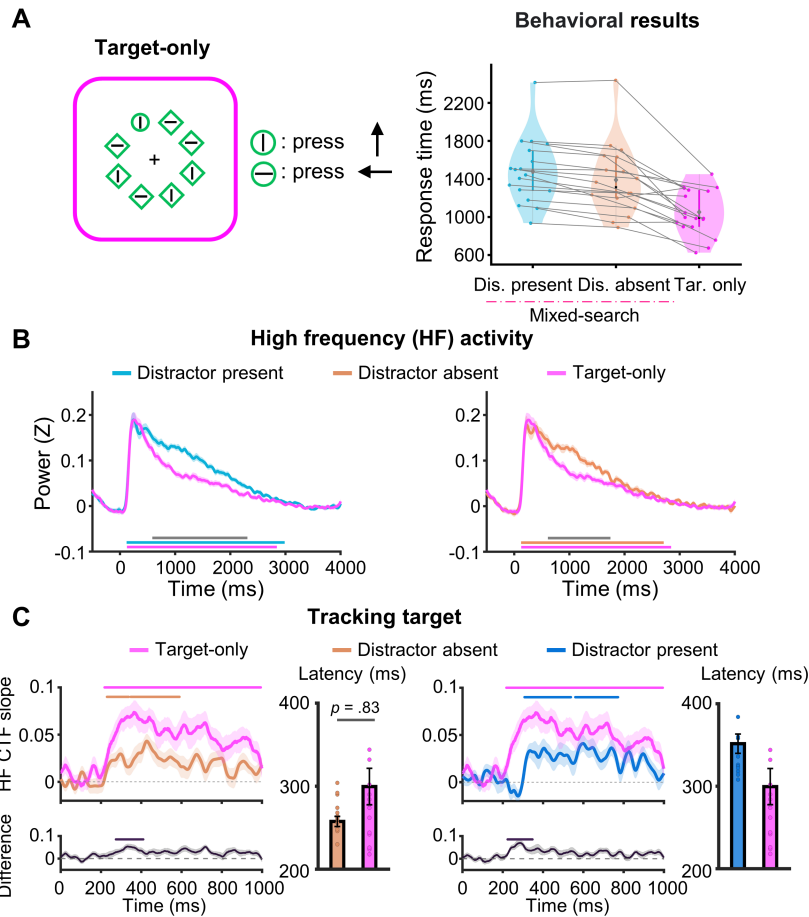 A
Target-only
: press
: press
Behavioral results
Response time (ms)
2200
1800
1400
1000
600
Dis. present Dis. absent Tar. only
Mixed-search
B
High frequency (HF) activity
Distractor present
Distractor absent
Target-only
Power (Z)
0.2
0.1
0
-0.1
0 1000 2000 3000 4000
Time (ms)
0.2
0.1
0
-0.1
0 1000 2000 3000 4000
Time (ms)
C
Tracking target
Target-only
Distractor absent
Distractor present
HF CTF slope
0.1
0.05
0
Difference
0.1
0
0 200 400 600 800 1000
Time (ms)
Latency (ms)
400
300
200
p = .83
0.1
0.05
0
0.1
0
0 200 400 600 800 1000
Time (ms)
Latency (ms)
400
300
200